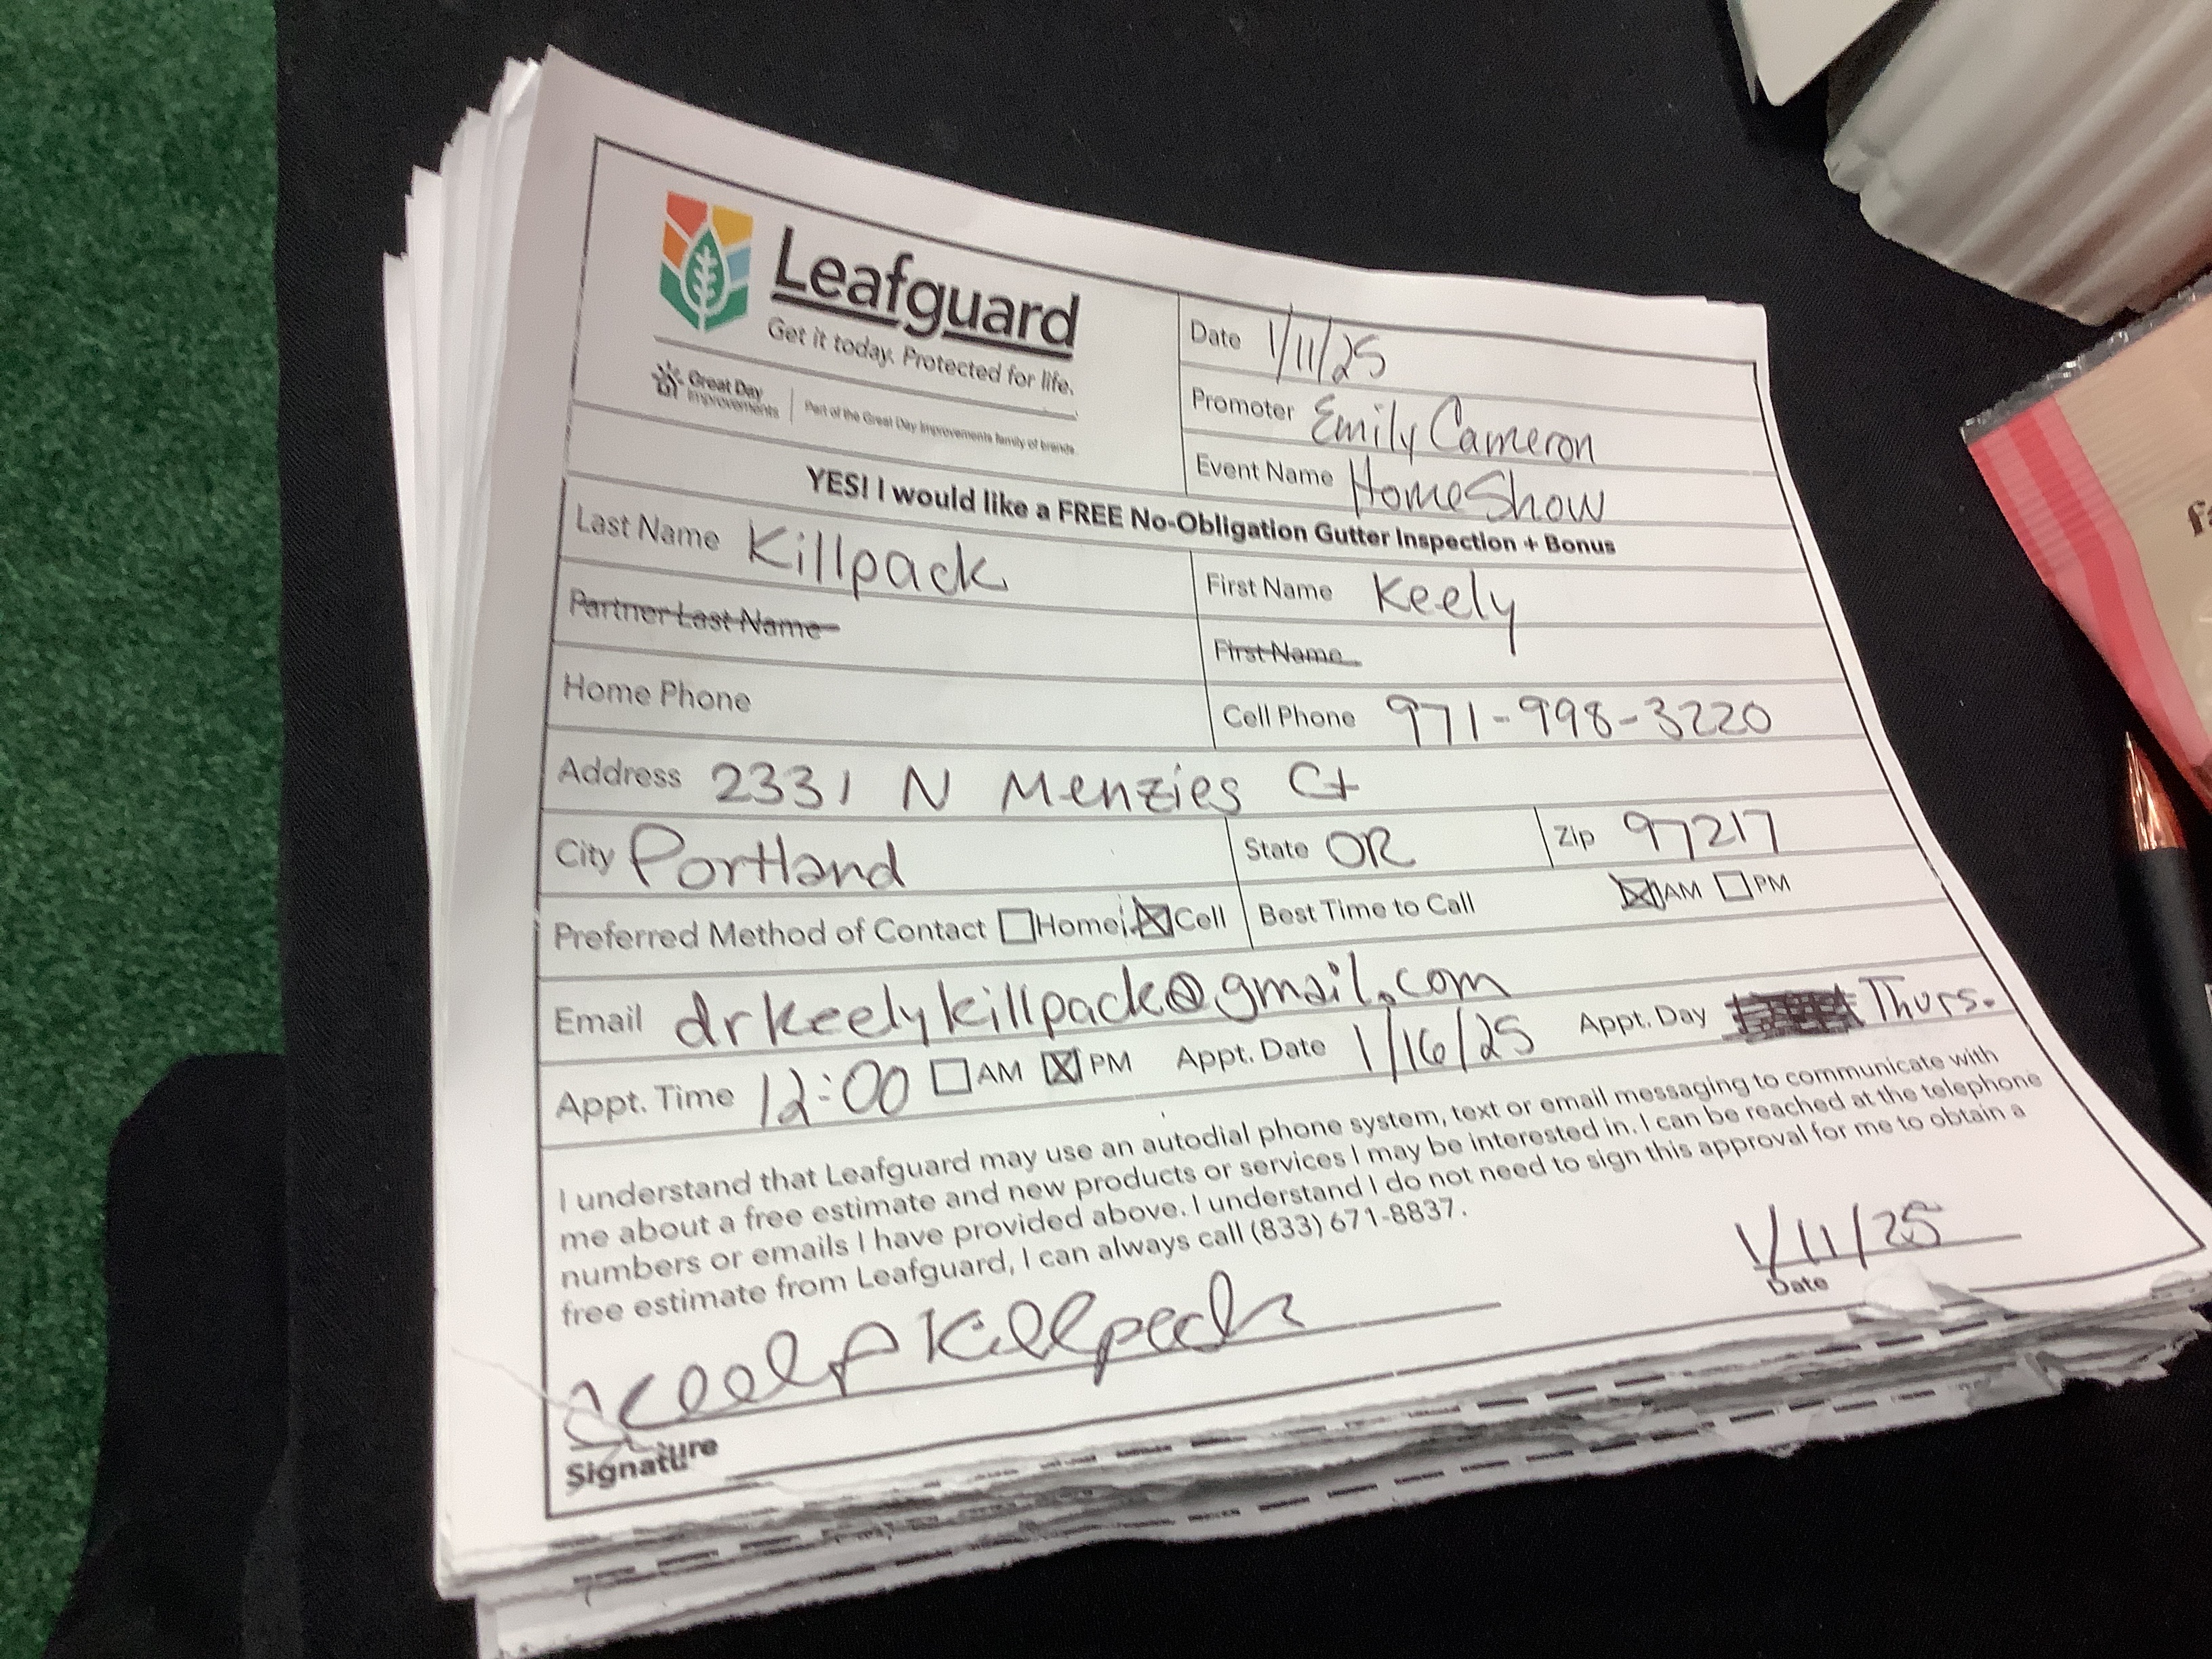 Leafguard
Get it today. Protected for life.
Great Day Improvements | Part of the Great Day Improvements family of brands
Date 1/11/25
Promoter Emily Cameron
Event Name HomeShow
YES! I would like a FREE No-Obligation Gutter Inspection + Bonus
Last Name Killpack First Name Keely
Partner Last Name First Name
Home Phone Cell Phone 971-998-3220
Address 2331 N Menzies Ct
City Portland State OR Zip 97217
Preferred Method of Contact ☐ Home ☒ Cell Best Time to Call ☒ AM ☐ PM
Email drkeelykillpack@gmail.com
Appt. Time 12:00 ☐ AM ☒ PM Appt. Date 1/16/25 Appt. Day Thurs.
I understand that Leafguard may use an autodial phone system, text or email messaging to communicate with
me about a free estimate and new products or services I may be interested in. I can be reached at the telephone
numbers or emails I have provided above. I understand I do not need to sign this approval for me to obtain a
free estimate from Leafguard, I can always call (833) 671-8837.
Keely Killpack 1/11/25
Signature Date